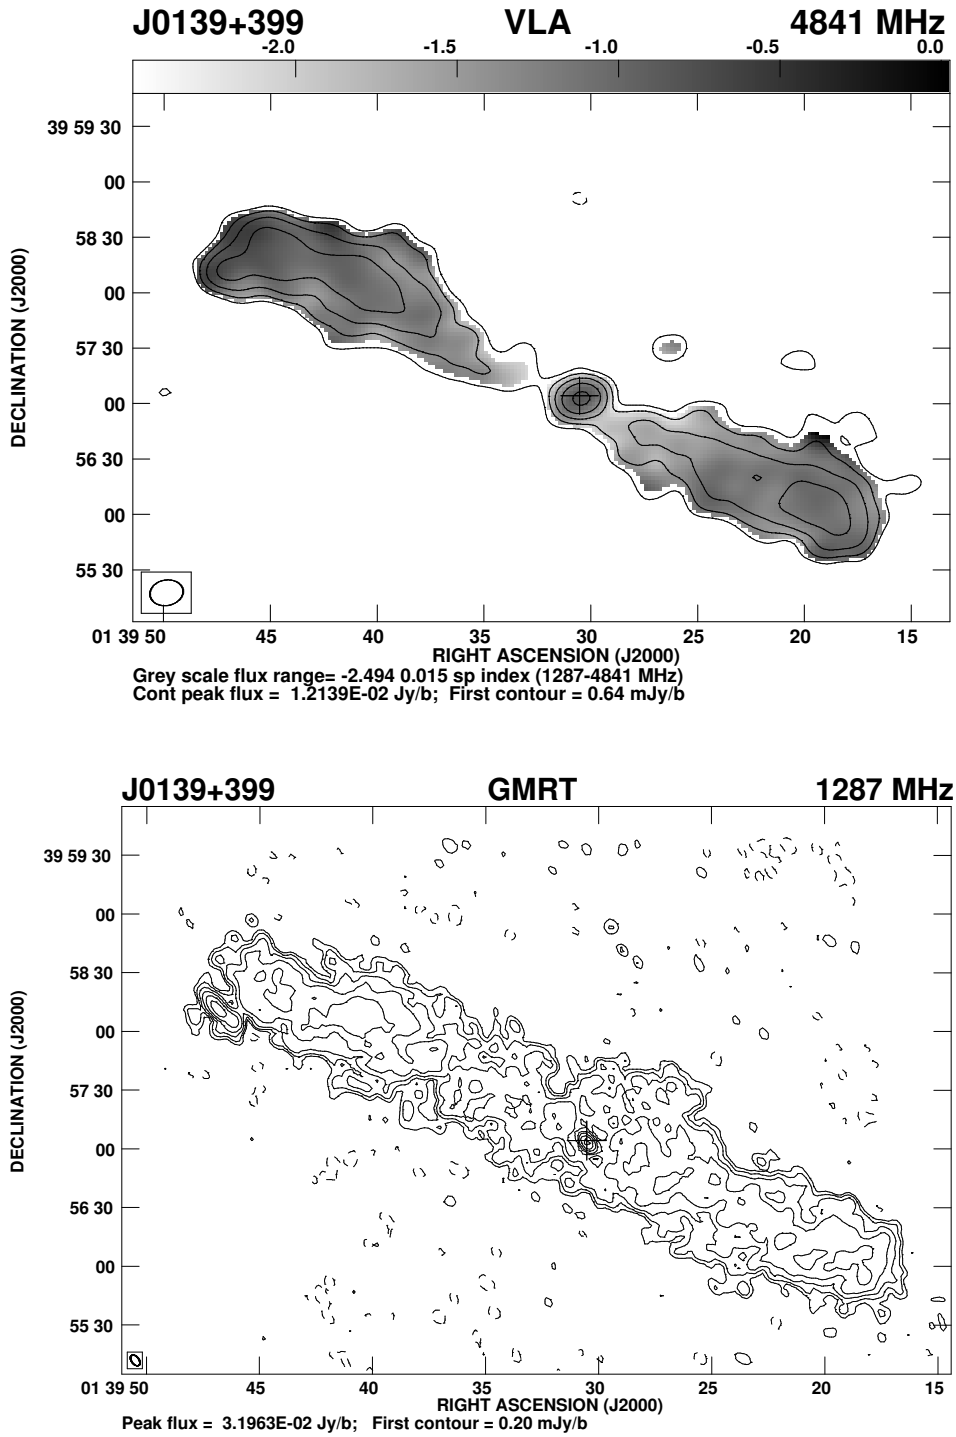 J0139+399 VLA 4841 MHz
-2.0 -1.5 -1.0 -0.5 0.0
39 59 30
00
58 30
00
57 30
00
56 30
00
55 30
DECLINATION (J2000)
01 39 50 45 40 35 30 25 20 15
RIGHT ASCENSION (J2000)
Grey scale flux range= -2.494 0.015 sp index (1287-4841 MHz)
Cont peak flux = 1.2139E-02 Jy/b; First contour = 0.64 mJy/b
J0139+399 GMRT 1287 MHz
39 59 30
00
58 30
00
57 30
00
56 30
00
55 30
DECLINATION (J2000)
01 39 50 45 40 35 30 25 20 15
RIGHT ASCENSION (J2000)
Peak flux = 3.1963E-02 Jy/b; First contour = 0.20 mJy/b